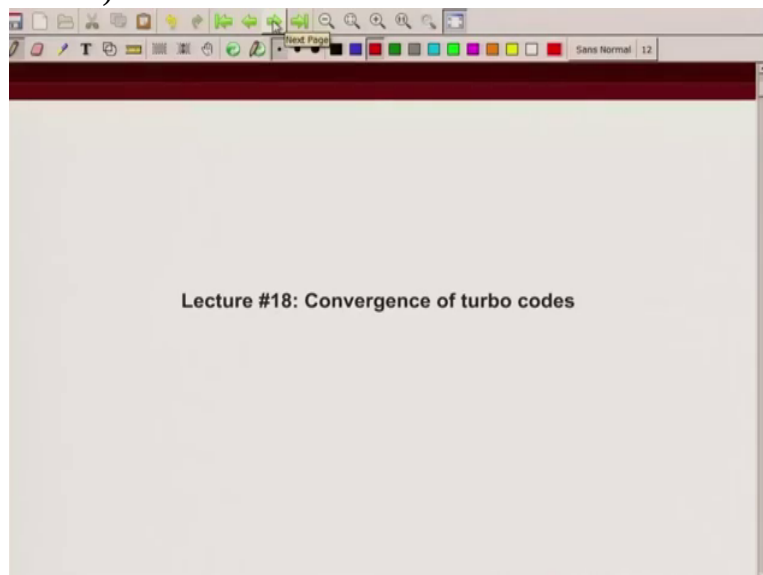 T
Next Page
Sans Normal 12
Lecture #18: Convergence of turbo codes